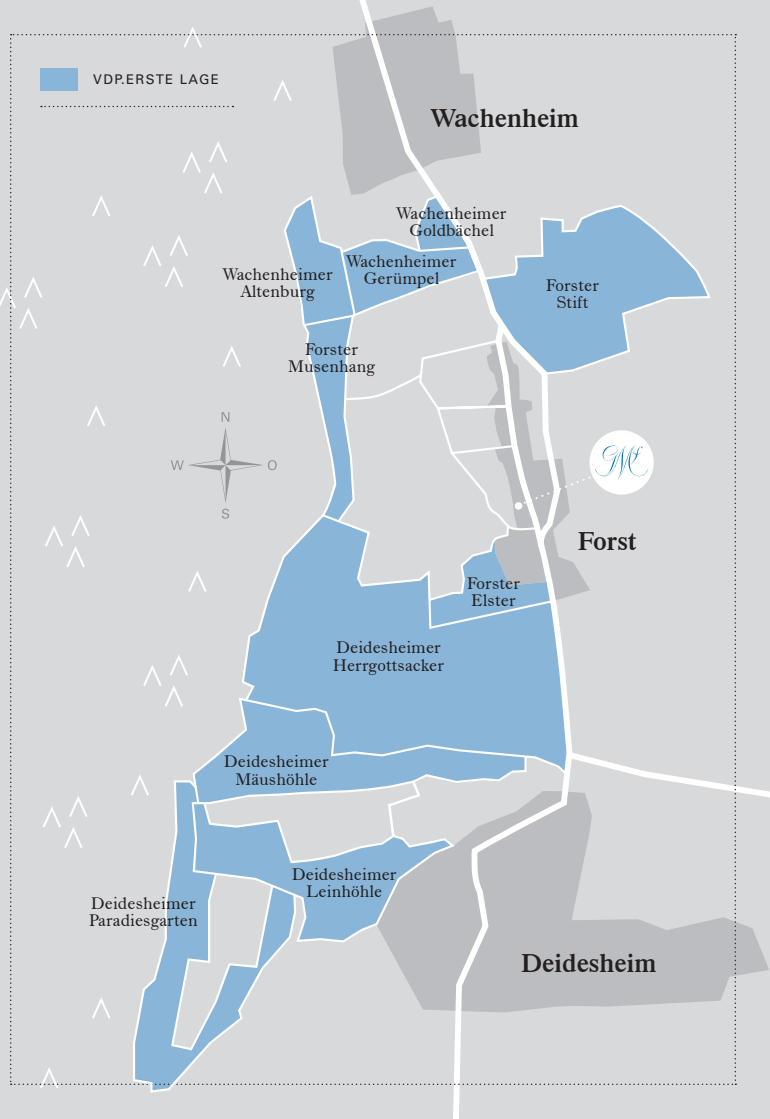 VDP.ERSTE LAGE
Wachenheim
Wachenheimer
Goldbächel
Wachenheimer
Gerümpel
Wachenheimer
Altenburg
Forster
Stift
Forster
Musenhang
N
W
O
S
M
Forst
Forster
Elster
Deidesheimer
Herrgottsacker
Deidesheimer
Mäushöhle
Deidesheimer
Leinhöhle
Deidesheimer
Paradiesgarten
Deidesheim